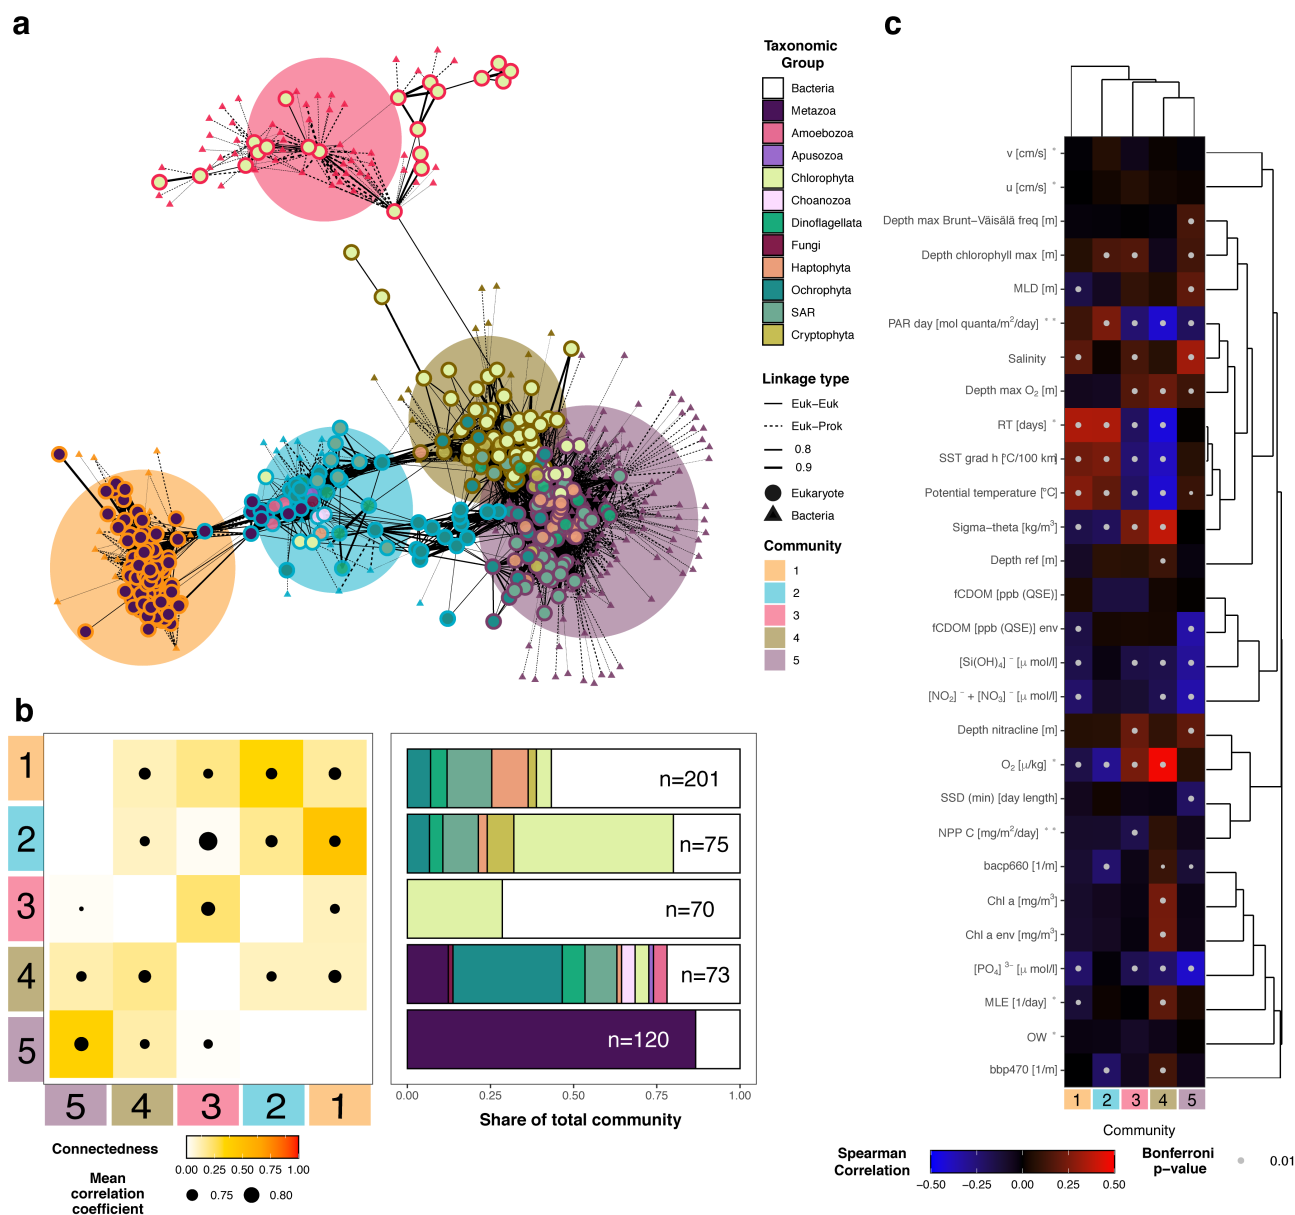 a
Taxonomic
Group
Bacteria
Metazoa
Amoebozoa
Apusozoa
Chlorophyta
Choanozoa
Dinoflagellata
Fungi
Haptophyta
Ochrophyta
SAR
Cryptophyta
Linkage type
Euk−Euk
Euk−Prok
0.8
0.9
Eukaryote
Bacteria
Community
1
2
3
4
5
b
1
2
3
4
5
5
4
3
2
1
Connectedness
0.00 0.25 0.50 0.75 1.00
Mean
correlation
coefficient
0.75
0.80
n=201
n=75
n=70
n=73
n=120
0.00 0.25 0.50 0.75 1.00
Share of total community
c
v [cm/s] *
u [cm/s] *
Depth max Brunt−Väisälä freq [m]
Depth chlorophyll max [m]
MLD [m]
PAR day [mol quanta/m²/day] **
Salinity
Depth max O₂ [m]
RT [days] *
SST grad h [°C/100 km]
Potential temperature [°C]
Sigma−theta [kg/m³]
Depth ref [m]
fCDOM [ppb (QSE)]
fCDOM [ppb (QSE)] env
[Si(OH)₄]⁻ [μ mol/l]
[NO₂]⁻ + [NO₃]⁻ [μ mol/l]
Depth nitracline [m]
O₂ [μ/kg] *
SSD (min) [day length]
NPP C [mg/m²/day] **
bacp660 [1/m]
Chl a [mg/m³]
Chl a env [mg/m³]
[PO₄]³⁻ [μ mol/l]
MLE [1/day] *
OW *
bbp470 [1/m]
1 2 3 4 5
Community
Spearman
Correlation
−0.50 −0.25 0.00 0.25 0.50
Bonferroni
p−value
0.01